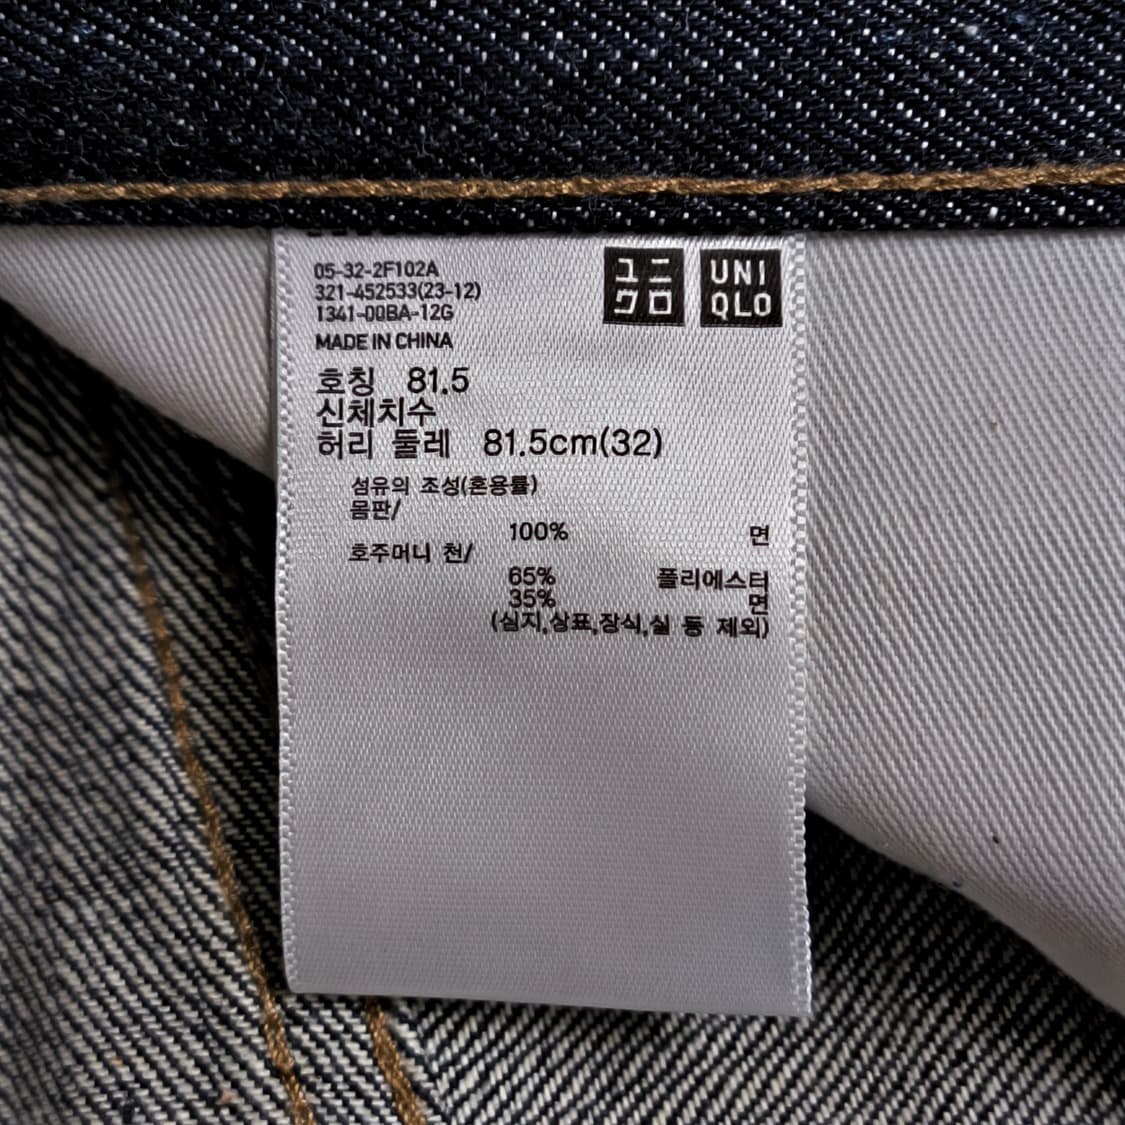 05-32-2F102A
321-452533(23-12)
1341-00BA-12G
MADE IN CHINA
ユニ
クロ
UNI
QLO
호칭 81.5
신체치수
허리 둘레 81.5cm(32)
섬유의 조성(혼용률)
몸판/
100% 면
호주머니 천/
65% 폴리에스터
35% 면
(심지,상표,장식,실 등 제외)